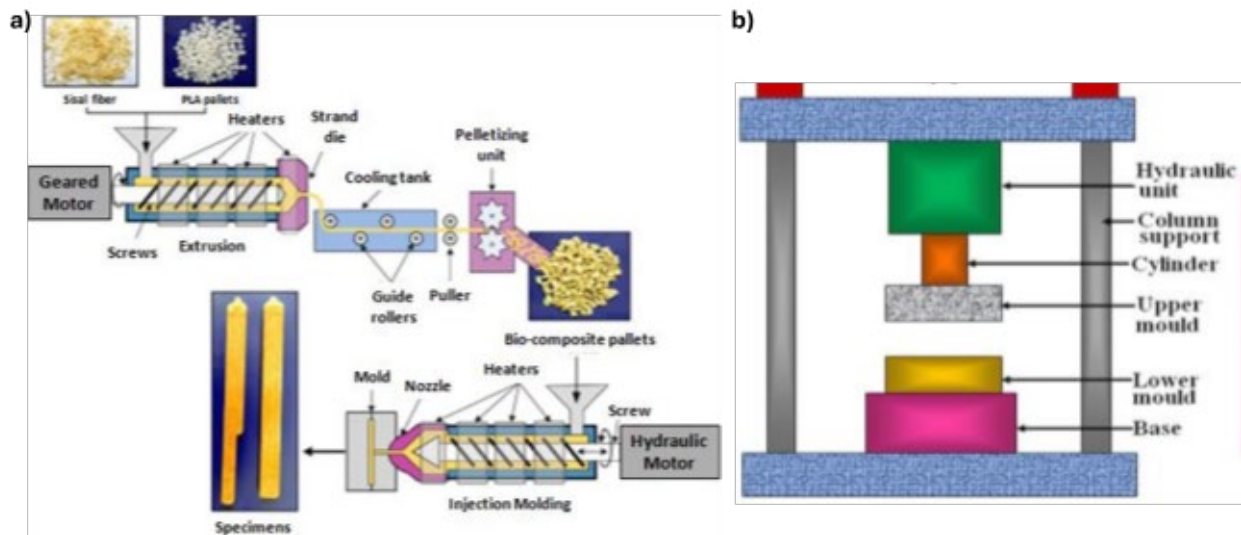 a)
Sisal fiber
PLA pallets
Heaters
Strand
die
Geared
Motor
Screws
Extrusion
Cooling tank
Guide
rollers
Puller
Pelletizing
unit
Bio-composite pallets
Mold
Nozzle
Heaters
Screw
Hydraulic
Motor
Injection Molding
Specimens
b)
Hydraulic
unit
Column
support
Cylinder
Upper
mould
Lower
mould
Base